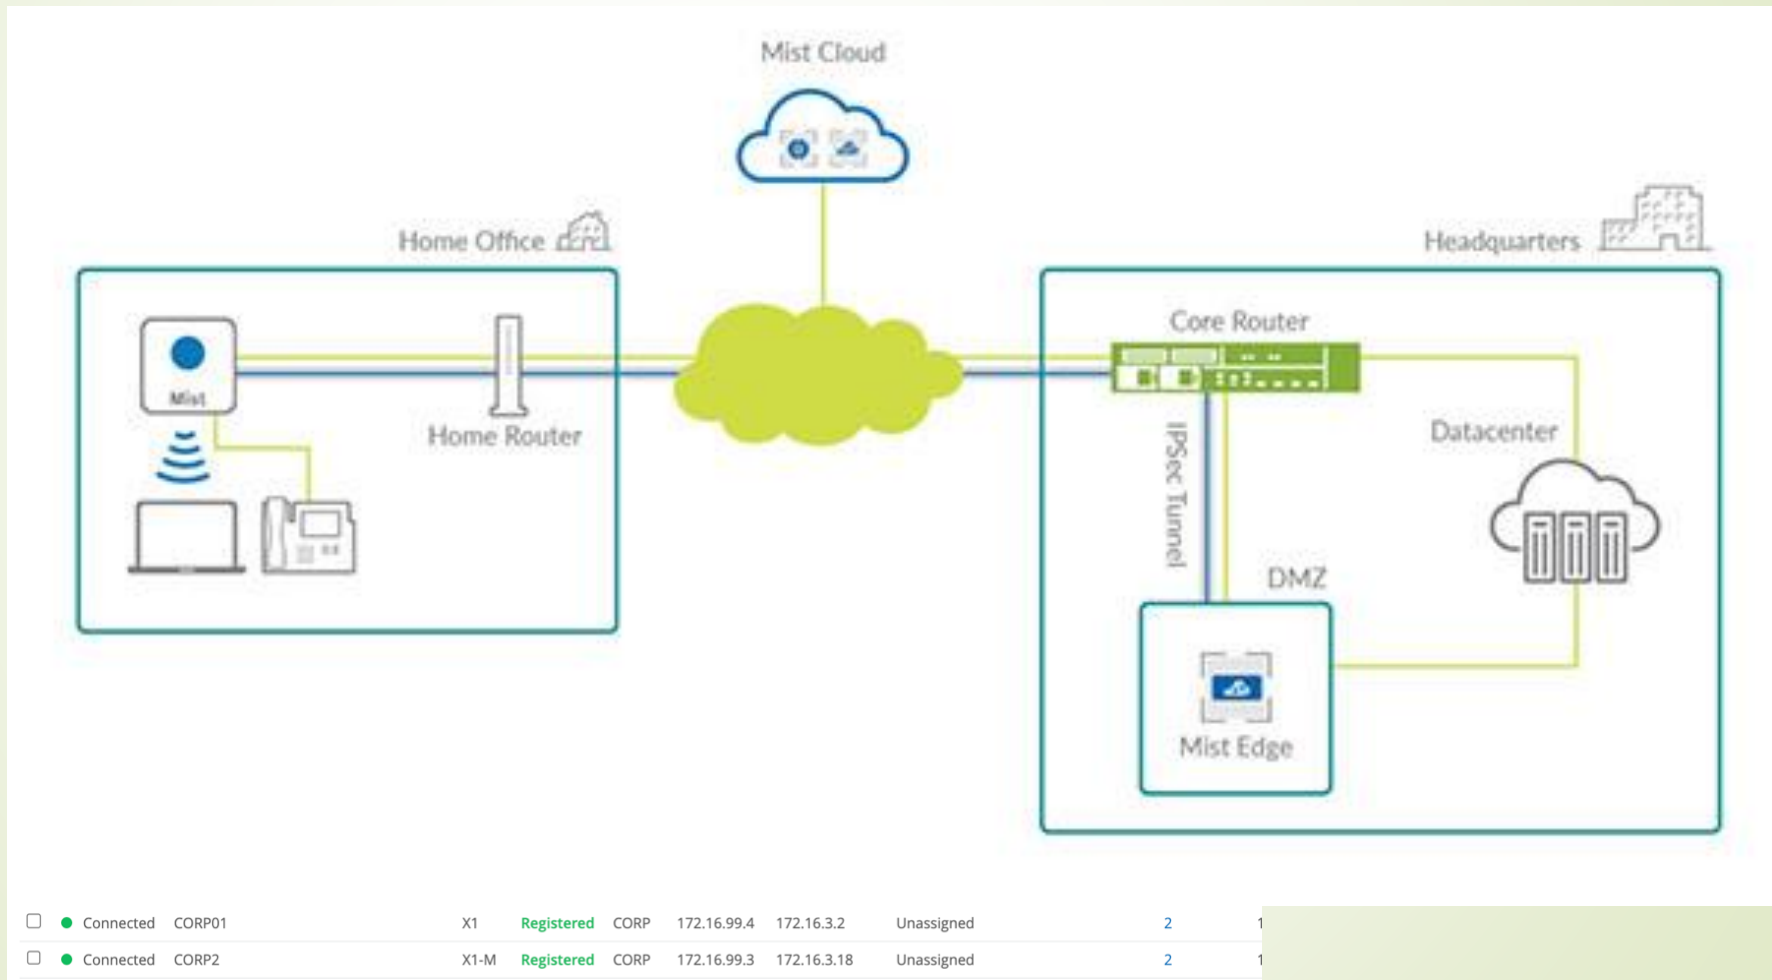 Mist Cloud
Home Office
Headquarters
Core Router
Mist
Home Router
IPSec Tunnel
Datacenter
DMZ
Mist Edge
Connected CORP01 X1 Registered CORP 172.16.99.4 172.16.3.2 Unassigned 2 1
Connected CORP2 X1-M Registered CORP 172.16.99.3 172.16.3.18 Unassigned 2 1